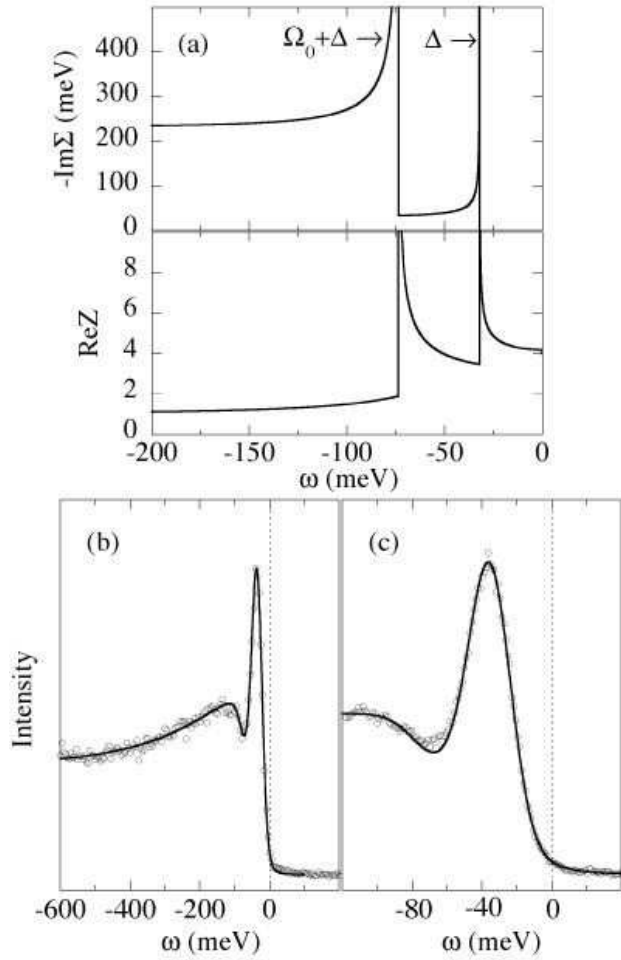 (a)
Ω₀+Δ →
Δ →
-ImΣ (meV)
400
300
200
100
0
ReZ
8
6
4
2
0
-200 -150 -100 -50 0
ω (meV)
(b)
(c)
Intensity
-600 -400 -200 0
-80 -40 0
ω (meV)
ω (meV)